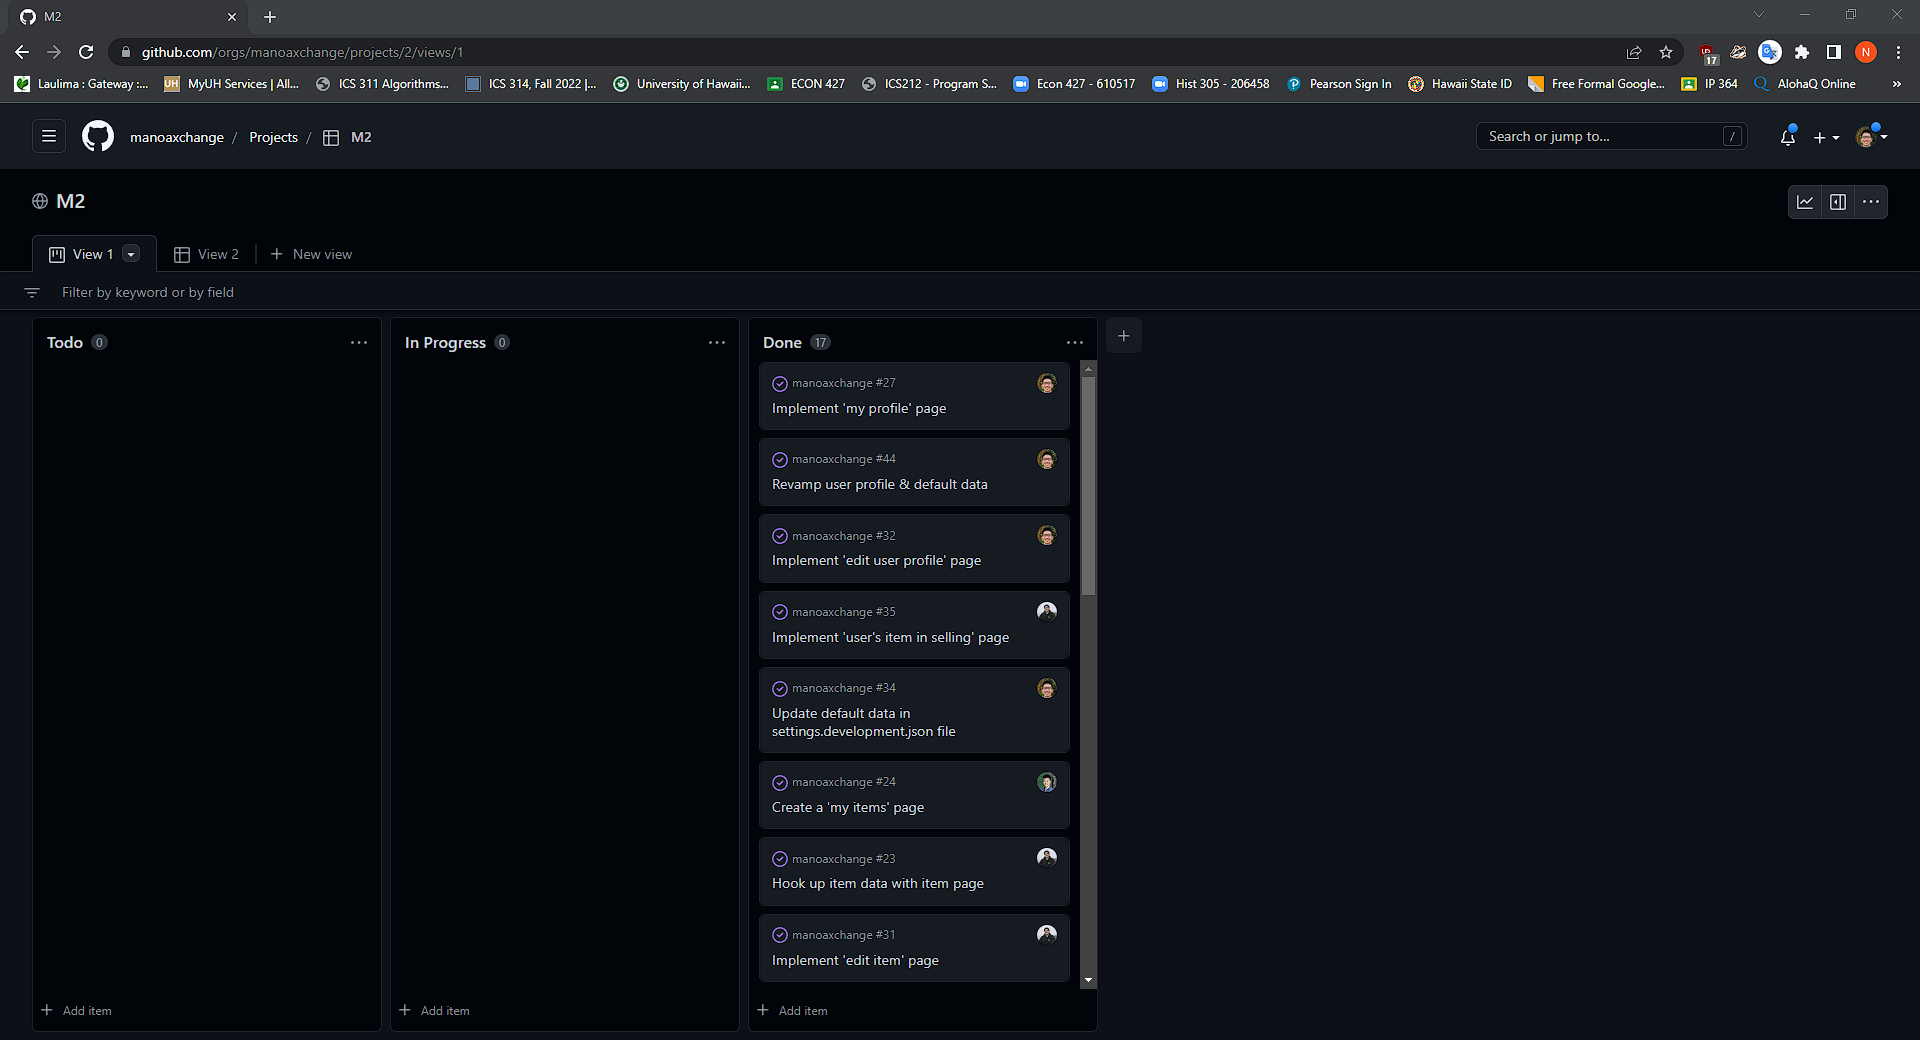 M2
github.com/orgs/manoaxchange/projects/2/views/1
17
N
Laulima : Gateway :...
UH
MyUH Services | All...
ICS 311 Algorithms...
ICS 314, Fall 2022 |...
University of Hawaii...
ECON 427
ICS212 - Program S...
Econ 427 - 610517
Hist 305 - 206458
Pearson Sign In
Hawaii State ID
Free Formal Google...
IP 364
AlohaQ Online
»
manoaxchange / Projects / M2
Search or jump to...
/
M2
View 1
View 2
New view
Filter by keyword or by field
Todo 0
In Progress 0
Done 17
manoaxchange #27
Implement 'my profile' page
manoaxchange #44
Revamp user profile & default data
manoaxchange #32
Implement 'edit user profile' page
manoaxchange #35
Implement 'user's item in selling' page
manoaxchange #34
Update default data in
settings.development.json file
manoaxchange #24
Create a 'my items' page
manoaxchange #23
Hook up item data with item page
manoaxchange #31
Implement 'edit item' page
Add item
Add item
Add item